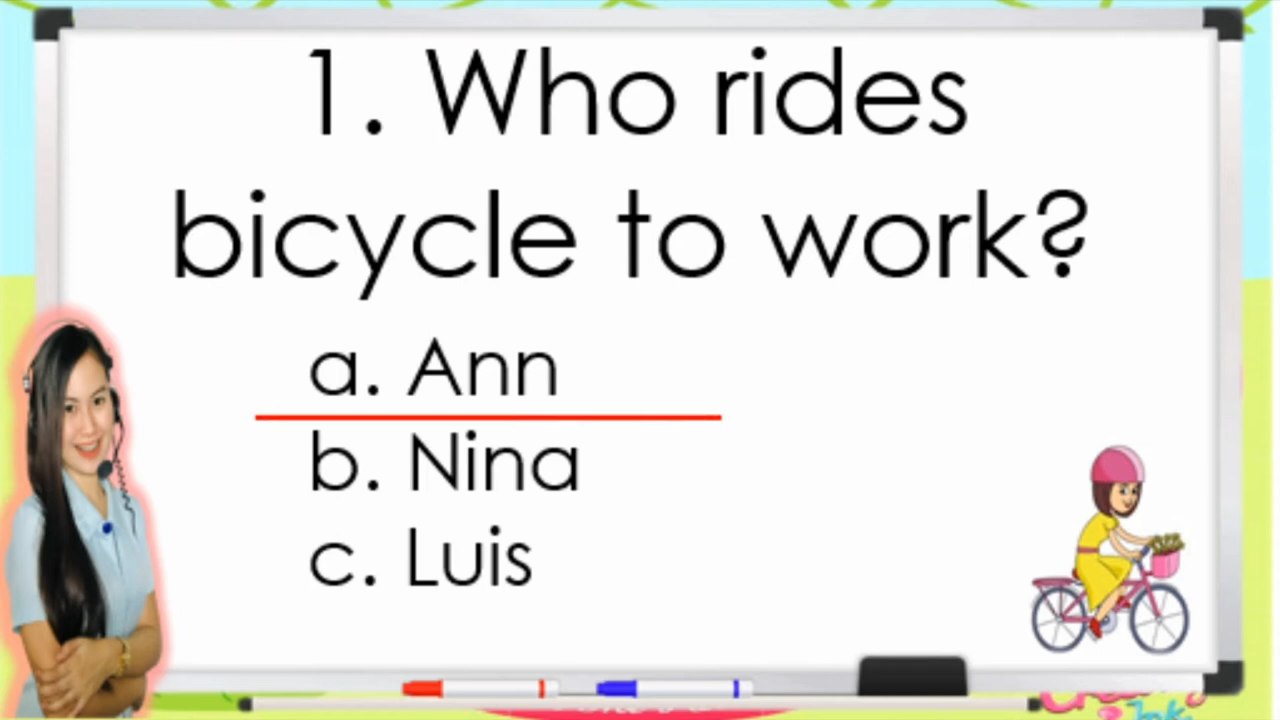 1. Who rides
bicycle to work?
a. Ann
b. Nina
c. Luis